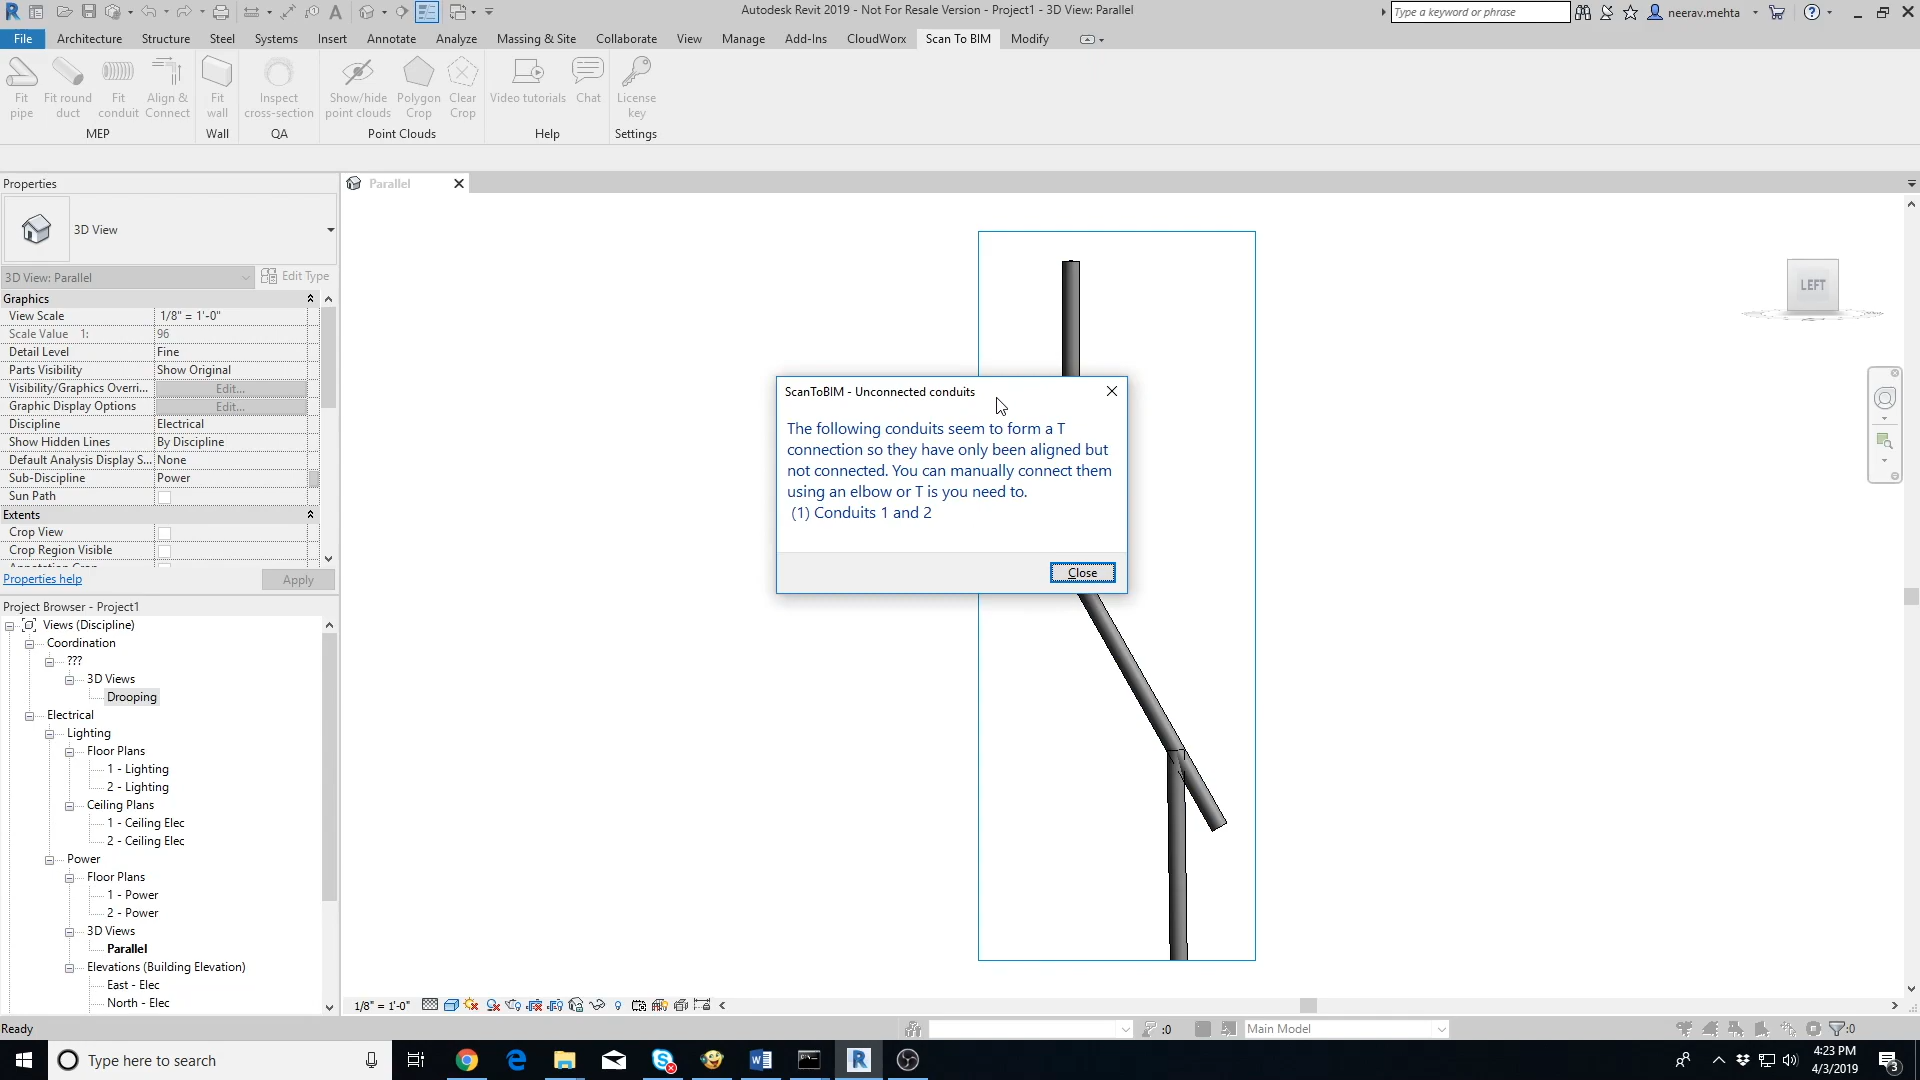 Autodesk Revit 2019 - Not For Resale Version - Project1 - 3D View: Parallel
Type a keyword or phrase
neerav.mehta
File Architecture Structure Steel Systems Insert Annotate Analyze Massing & Site Collaborate View Manage Add-Ins CloudWorx Scan To BIM Modify
Fit pipe
Fit round duct
Fit conduit
Align & Connect
Fit wall
Inspect cross-section
Show/hide point clouds
Polygon Crop
Clear Crop
Video tutorials
Chat
License key
MEP Wall QA Point Clouds Help Settings
Properties
Parallel
3D View
3D View: Parallel Edit Type
Graphics
View Scale 1/8" = 1'-0"
Scale Value 1: 96
Detail Level Fine
Parts Visibility Show Original
Visibility/Graphics Overri... Edit...
Graphic Display Options Edit...
Discipline Electrical
Show Hidden Lines By Discipline
Default Analysis Display S... None
Sub-Discipline Power
Sun Path
Extents
Crop View
Crop Region Visible
Properties help Apply
Project Browser - Project1
Views (Discipline)
Coordination
???
3D Views
Drooping
Electrical
Lighting
Floor Plans
1 - Lighting
2 - Lighting
Ceiling Plans
1 - Ceiling Elec
2 - Ceiling Elec
Power
Floor Plans
1 - Power
2 - Power
3D Views
Parallel
Elevations (Building Elevation)
East - Elec
North - Elec
LEFT
ScanToBIM - Unconnected conduits
The following conduits seem to form a T
connection so they have only been aligned but
not connected. You can manually connect them
using an elbow or T is you need to.
(1) Conduits 1 and 2
Close
1/8" = 1'-0"
Ready
:0
Main Model
:0
Type here to search
4:23 PM
4/3/2019
3